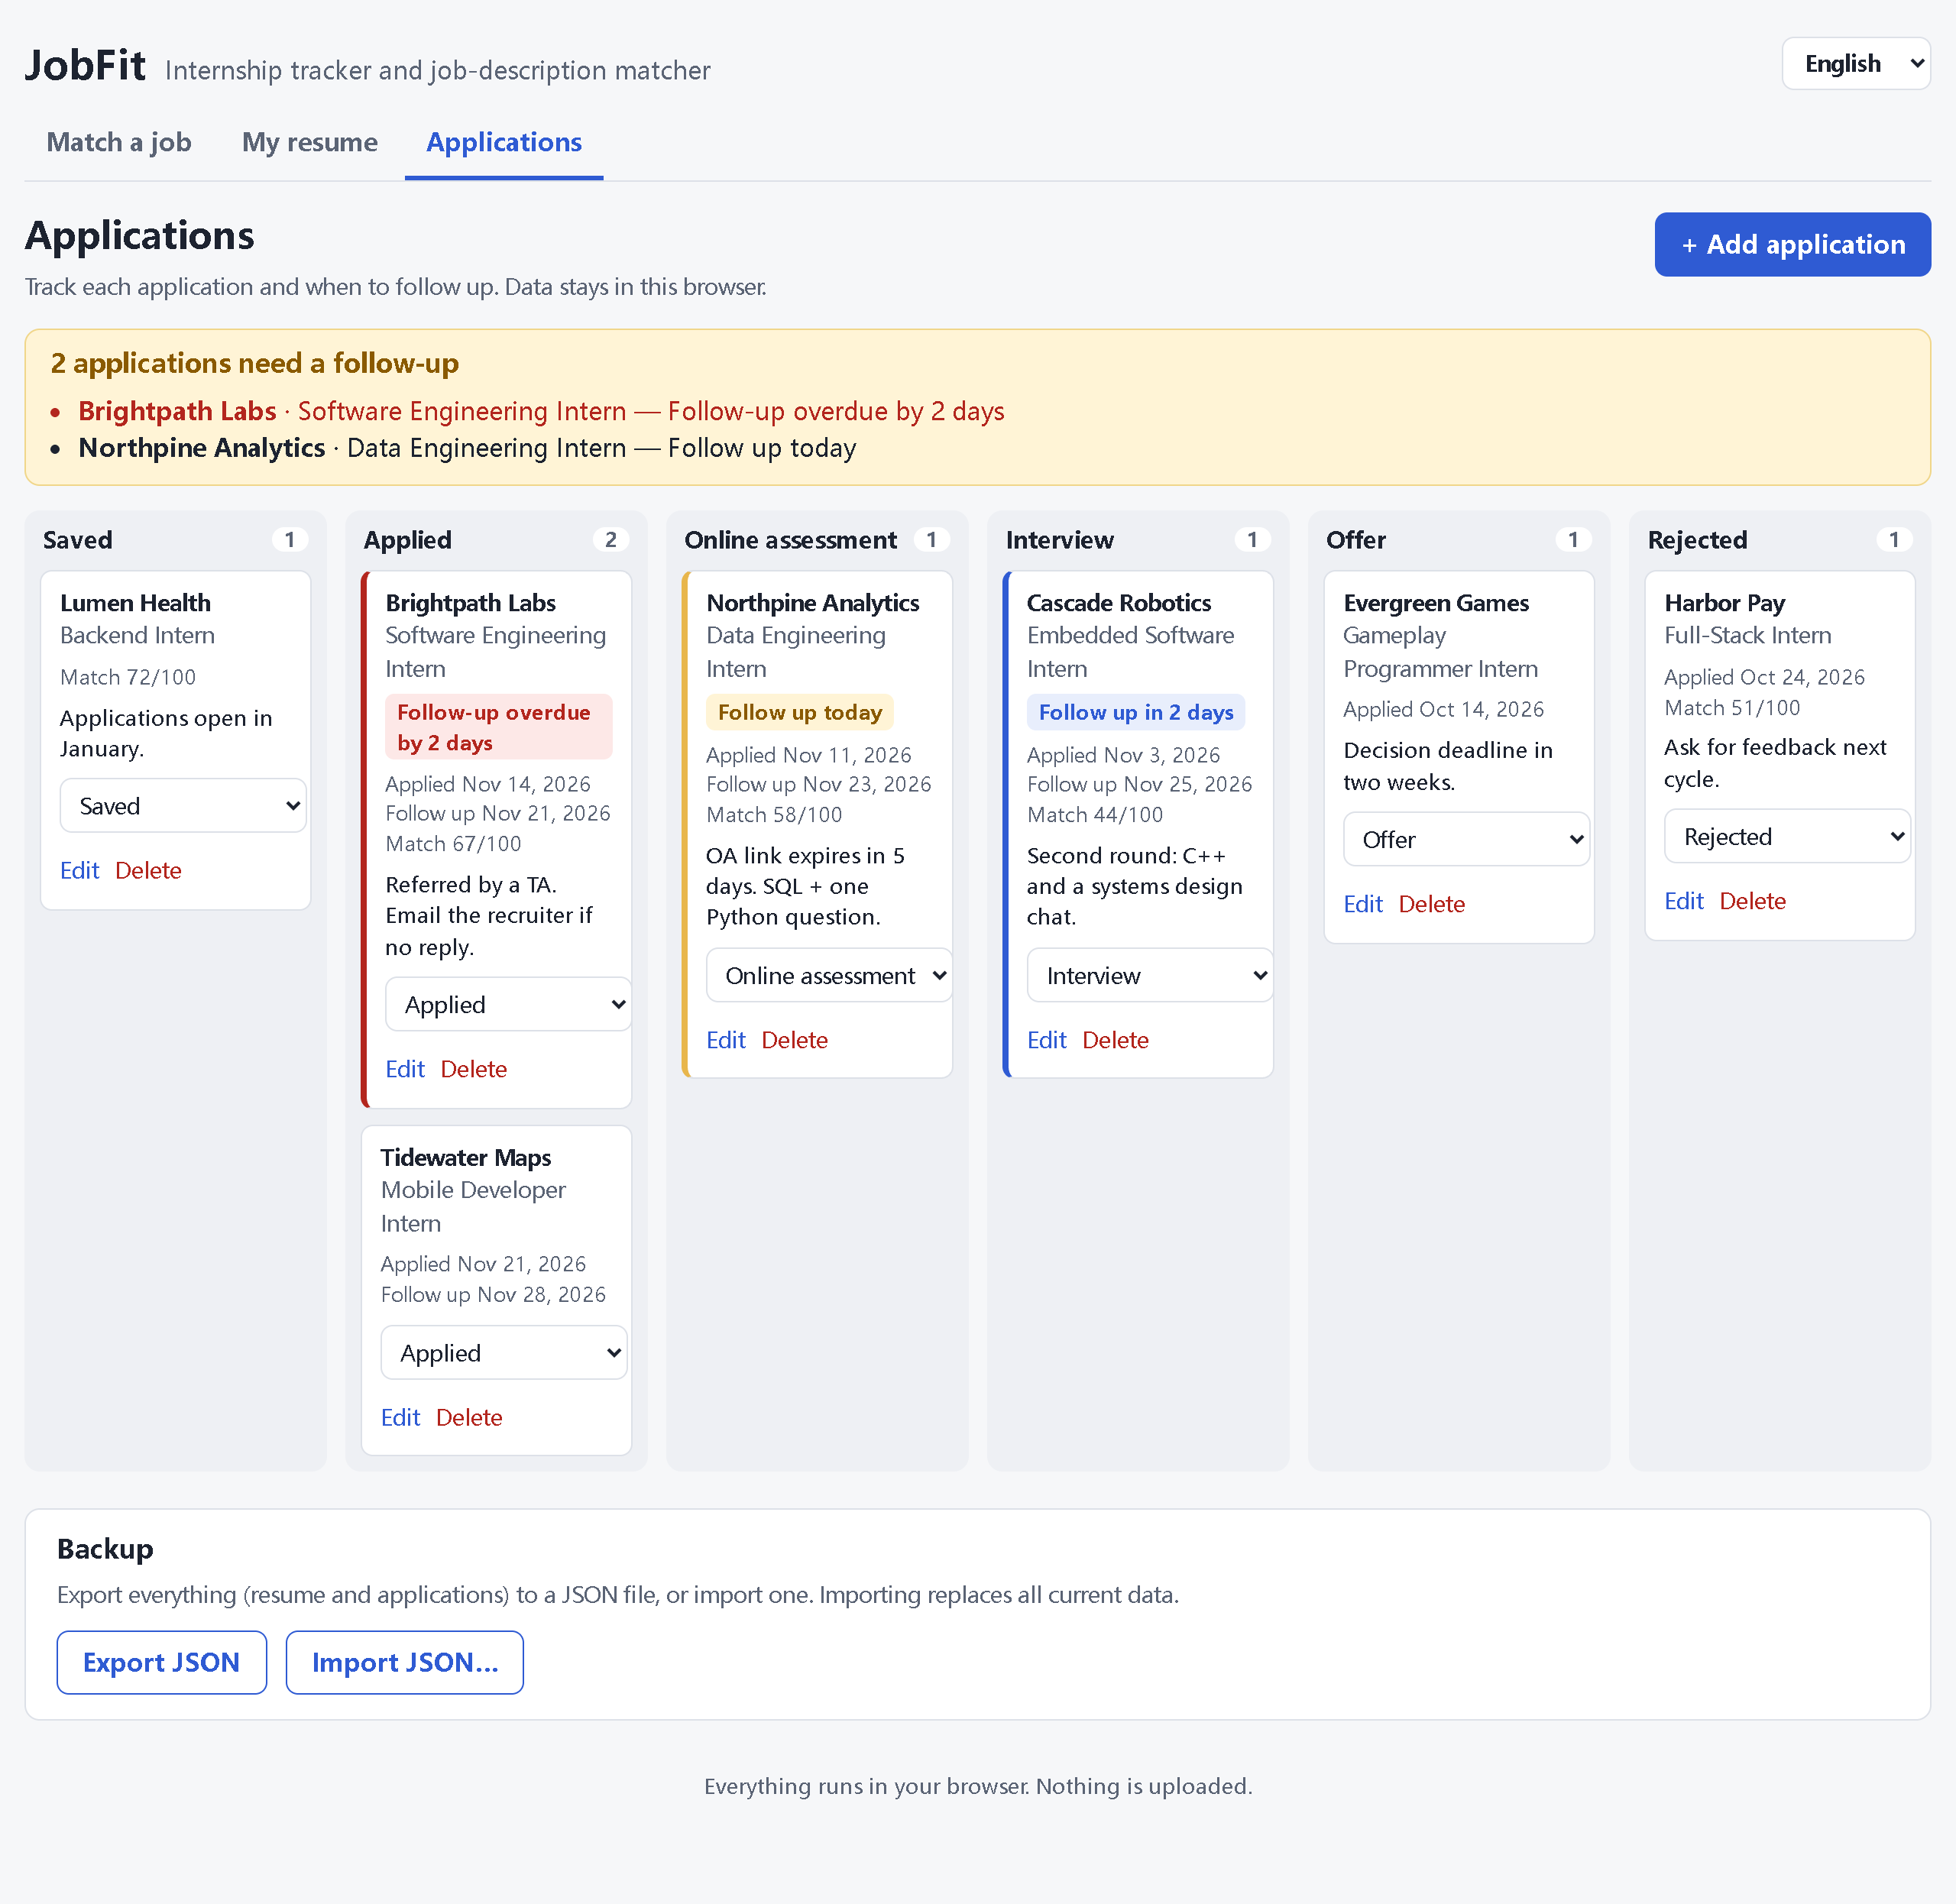 JobFit Internship tracker and job-description matcher
English
Match a job My resume Applications
Applications
+ Add application
Track each application and when to follow up. Data stays in this browser.
2 applications need a follow-up
• Brightpath Labs · Software Engineering Intern — Follow-up overdue by 2 days
• Northpine Analytics · Data Engineering Intern — Follow up today
Saved 1
Lumen Health
Backend Intern
Match 72/100
Applications open in
January.
Saved
Edit Delete
Applied 2
Brightpath Labs
Software Engineering
Intern
Follow-up overdue
by 2 days
Applied Nov 14, 2026
Follow up Nov 21, 2026
Match 67/100
Referred by a TA.
Email the recruiter if
no reply.
Applied
Edit Delete
Tidewater Maps
Mobile Developer
Intern
Applied Nov 21, 2026
Follow up Nov 28, 2026
Applied
Edit Delete
Online assessment 1
Northpine Analytics
Data Engineering
Intern
Follow up today
Applied Nov 11, 2026
Follow up Nov 23, 2026
Match 58/100
OA link expires in 5
days. SQL + one
Python question.
Online assessment
Edit Delete
Interview 1
Cascade Robotics
Embedded Software
Intern
Follow up in 2 days
Applied Nov 3, 2026
Follow up Nov 25, 2026
Match 44/100
Second round: C++
and a systems design
chat.
Interview
Edit Delete
Offer 1
Evergreen Games
Gameplay
Programmer Intern
Applied Oct 14, 2026
Decision deadline in
two weeks.
Offer
Edit Delete
Rejected 1
Harbor Pay
Full-Stack Intern
Applied Oct 24, 2026
Match 51/100
Ask for feedback next
cycle.
Rejected
Edit Delete
Backup
Export everything (resume and applications) to a JSON file, or import one. Importing replaces all current data.
Export JSON Import JSON...
Everything runs in your browser. Nothing is uploaded.